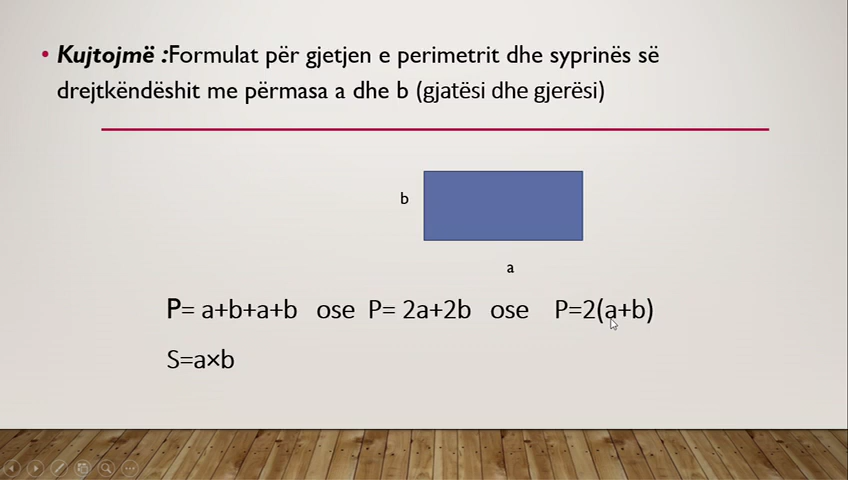 • Kujtojmë :Formulat për gjetjen e perimetrit dhe syprinës së
drejtkëndëshit me përmasa a dhe b (gjatësi dhe gjerësi)
b
a
P= a+b+a+b ose P= 2a+2b ose P=2(a+b)
S=a×b